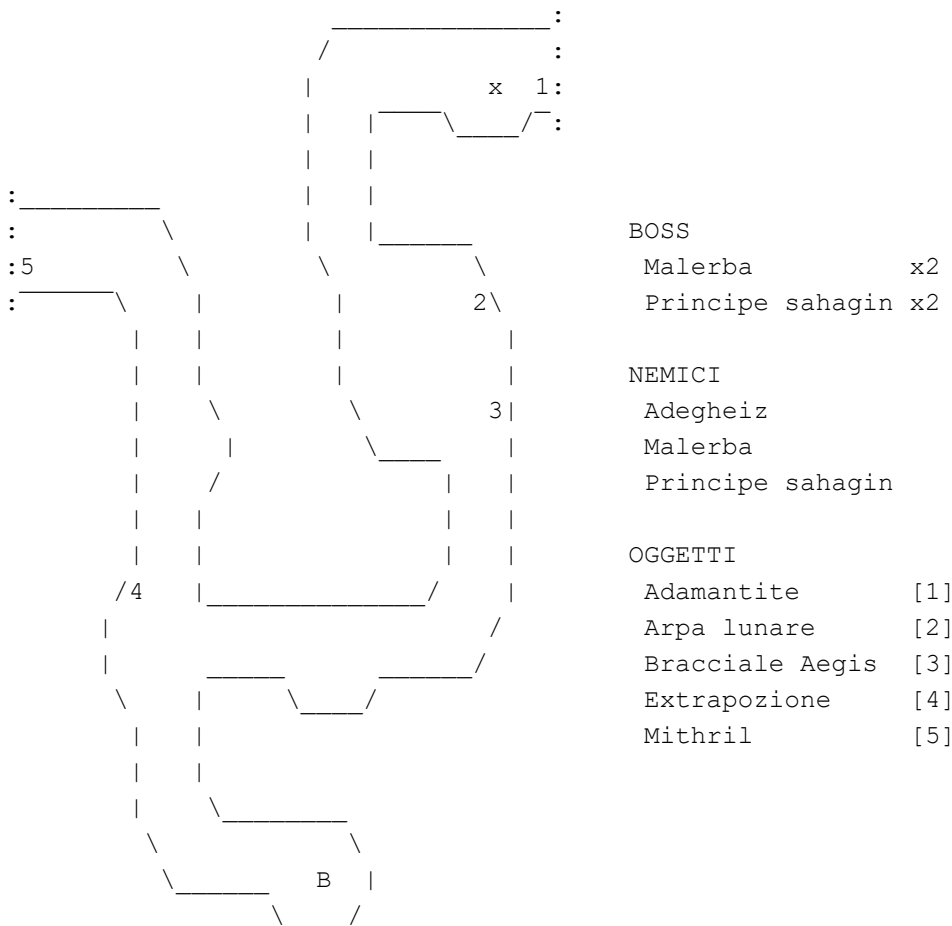 x 1
BOSS
5 Malerba x2
2 Principe sahagin x2
NEMICI
3 Adegheiz
Malerba
Principe sahagin
OGGETTI
4 Adamantite [1]
Arpa lunare [2]
Bracciale Aegis [3]
Extrapozione [4]
Mithril [5]
B